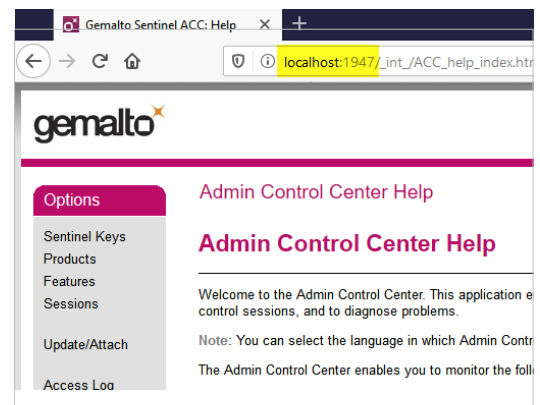 Gemalto Sentinel ACC: Help
localhost:1947/_int_/ACC_help_index.htm
gemalto
Options
Sentinel Keys
Products
Features
Sessions
Update/Attach
Access Log
Admin Control Center Help
Admin Control Center Help
Welcome to the Admin Control Center. This application
control sessions, and to diagnose problems.
Note: You can select the language in which Admin
The Admin Control Center enables you to monitor the